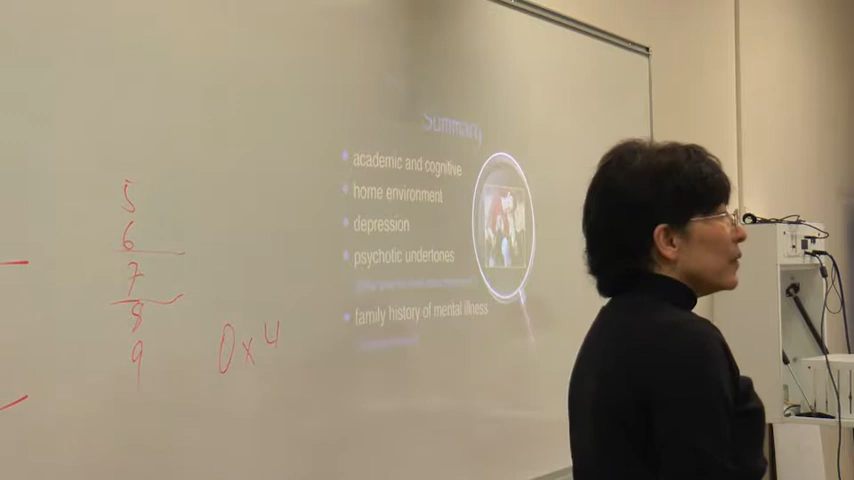 Summary
academic and cognitive
home environment
depression
psychotic undertones
family history of mental illness
5
6
7
8
9
0x4